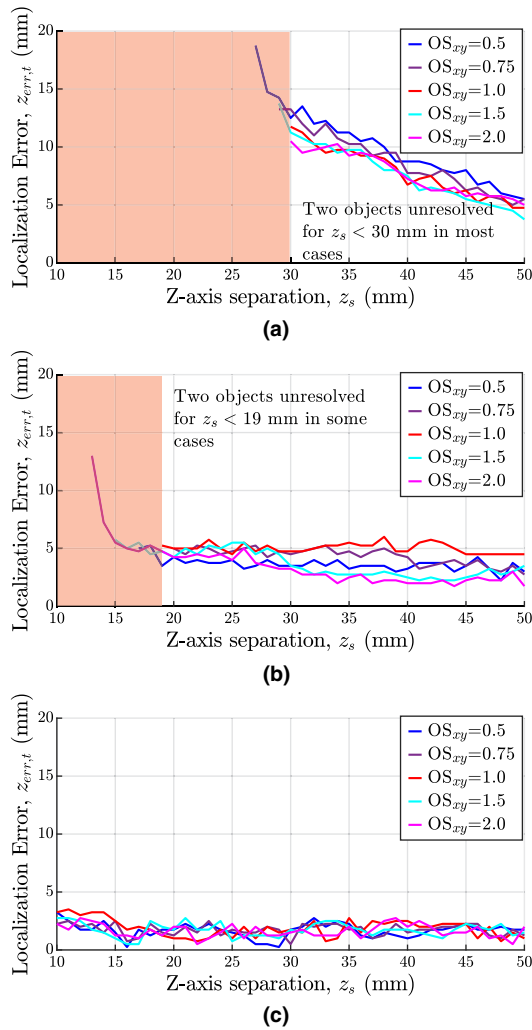 (a)
20
15
10
5
0
Localization Error, z_err,t (mm)
OS_xy=0.5
OS_xy=0.75
OS_xy=1.0
OS_xy=1.5
OS_xy=2.0
Two objects unresolved
for z_s < 30 mm in most
cases
10 15 20 25 30 35 40 45 50
Z-axis separation, z_s (mm)
(a)
20
15
10
5
0
Localization Error, z_err,t (mm)
Two objects unresolved
for z_s < 19 mm in some
cases
OS_xy=0.5
OS_xy=0.75
OS_xy=1.0
OS_xy=1.5
OS_xy=2.0
10 15 20 25 30 35 40 45 50
Z-axis separation, z_s (mm)
(b)
20
15
10
5
0
Localization Error, z_err,t (mm)
OS_xy=0.5
OS_xy=0.75
OS_xy=1.0
OS_xy=1.5
OS_xy=2.0
10 15 20 25 30 35 40 45 50
Z-axis separation, z_s (mm)
(c)